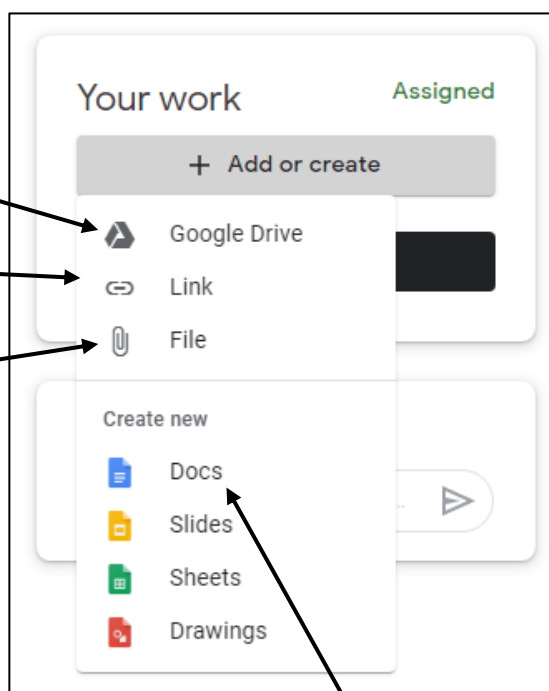 Your work
Assigned
+ Add or create
Google Drive
Link
File
Create new
Docs
Slides
Sheets
Drawings